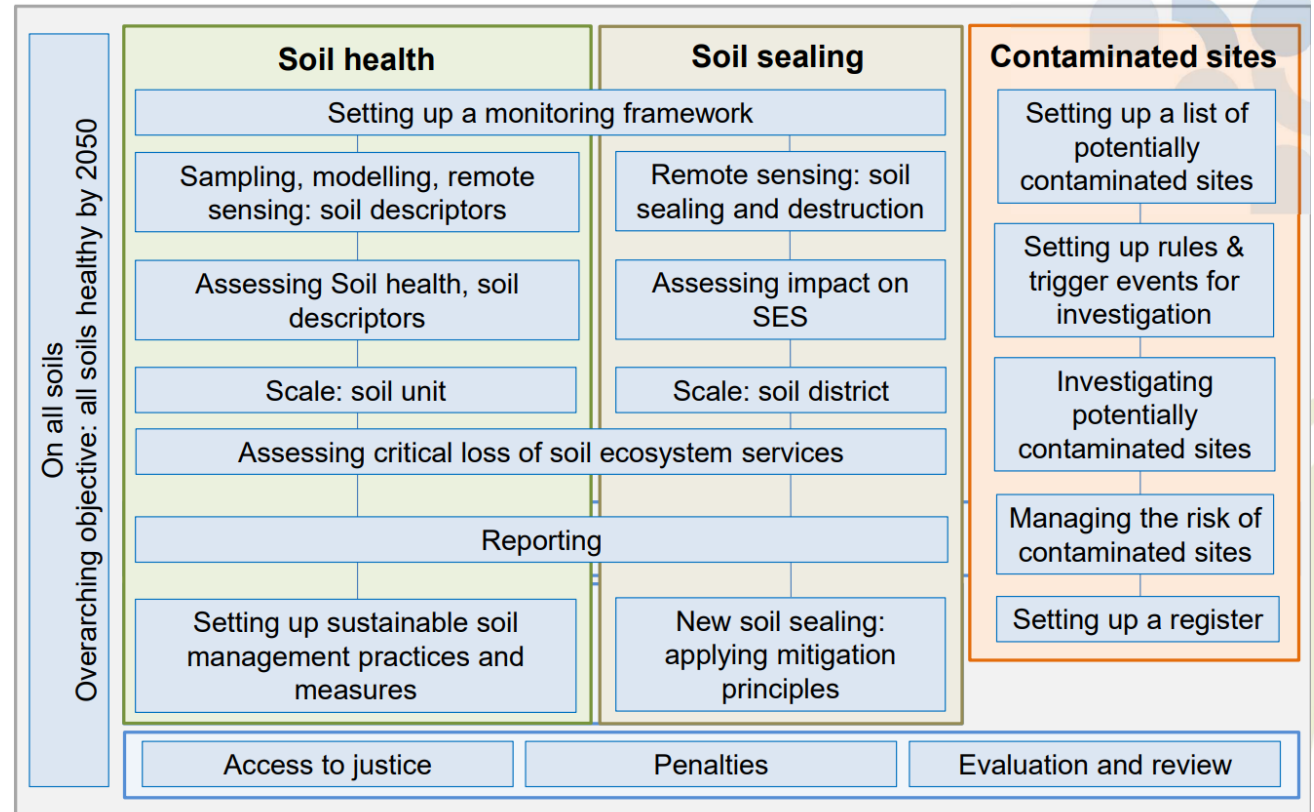 On all soils
Overarching objective: all soils healthy by 2050
Soil health
Soil sealing
Contaminated sites
Setting up a monitoring framework
Sampling, modelling, remote
sensing: soil descriptors
Remote sensing: soil
sealing and destruction
Assessing Soil health, soil
descriptors
Assessing impact on
SES
Scale: soil unit
Scale: soil district
Assessing critical loss of soil ecosystem services
Reporting
Setting up sustainable soil
management practices and
measures
New soil sealing:
applying mitigation
principles
Setting up a list of
potentially
contaminated sites
Setting up rules &
trigger events for
investigation
Investigating
potentially
contaminated sites
Managing the risk of
contaminated sites
Setting up a register
Access to justice
Penalties
Evaluation and review